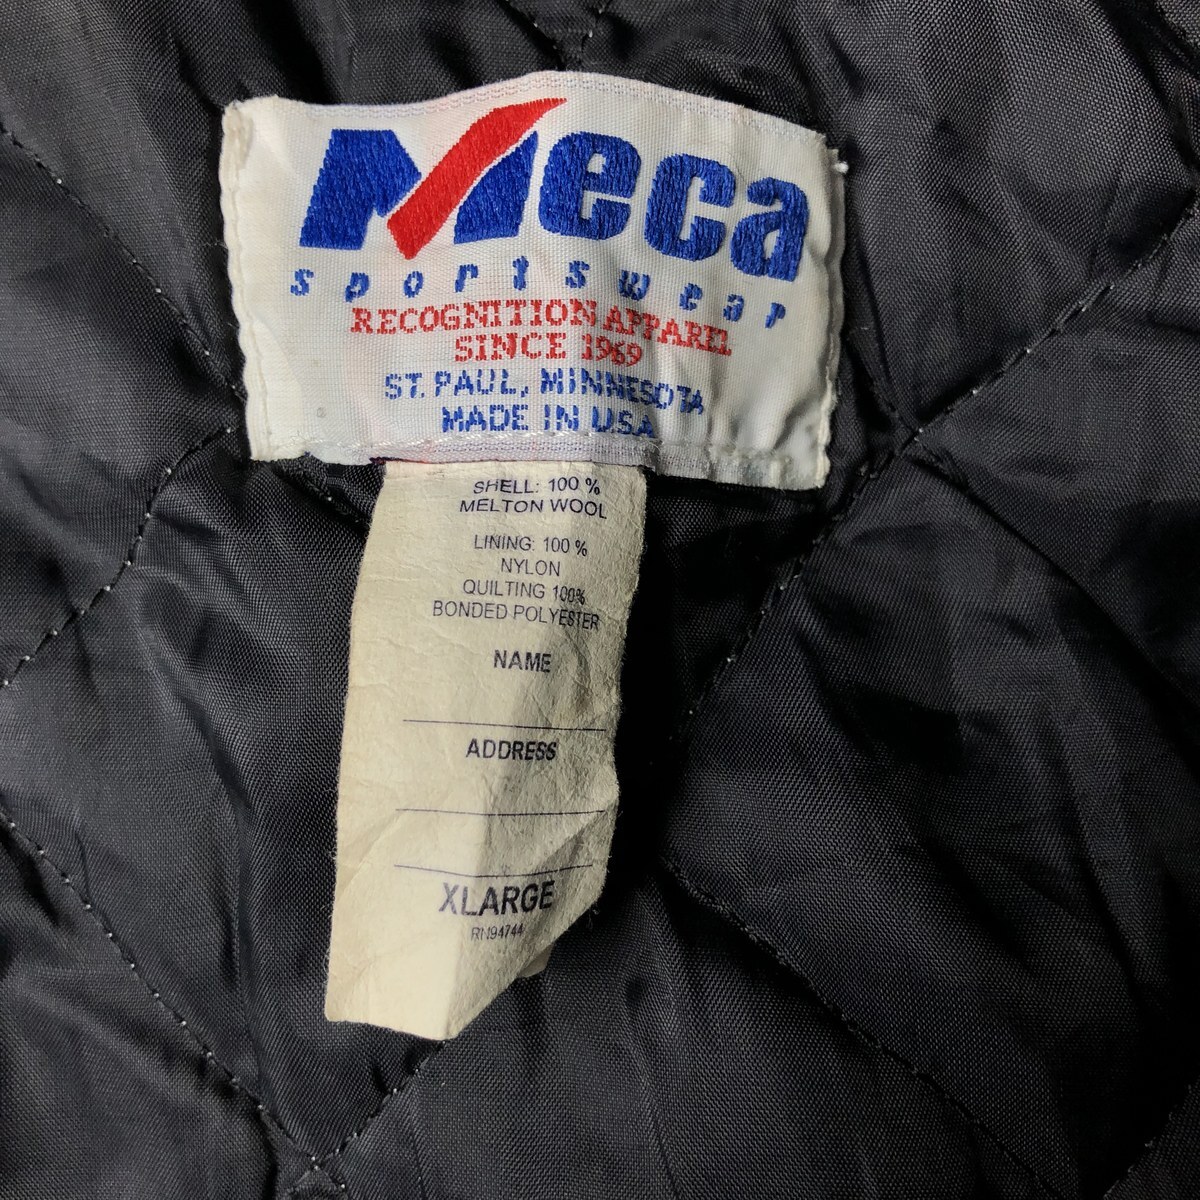 Meca
sportswear
RECOGNITION APPAREL
SINCE 1969
ST. PAUL, MINNESOTA
MADE IN U.S.A
SHELL: 100 %
MELTON WOOL
LINING: 100 %
NYLON
QUILTING 100%
BONDED POLYESTER
NAME
ADDRESS
XLARGE
RN94744